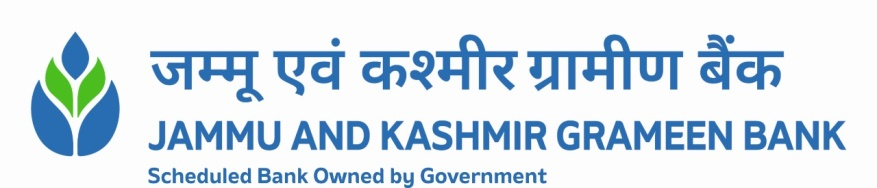 जम्मू एवं कश्मीर ग्रामीण बैंक
JAMMU AND KASHMIR GRAMEEN BANK
Scheduled Bank Owned by Government